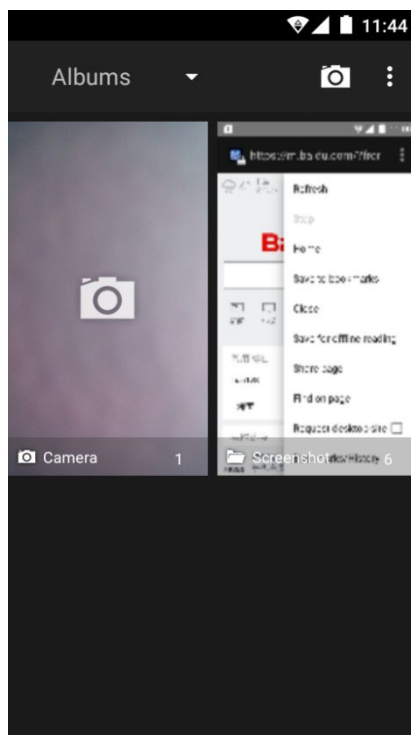 11:44
Albums
https://m.baidu.com/?fror
Refresh
Stop
Home
Save to bookmarks
Close
Save for offline reading
Share page
Find on page
Request desktop site
Camera 1
Screenshot 6